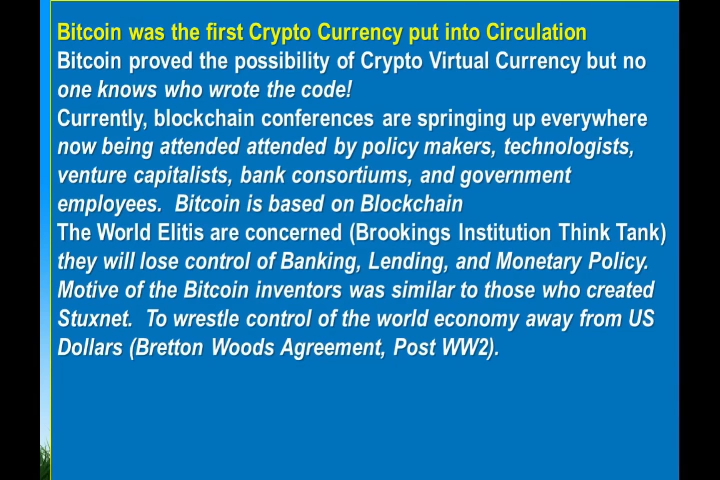 Bitcoin was the first Crypto Currency put into Circulation
Bitcoin proved the possibility of Crypto Virtual Currency but no
one knows who wrote the code!
Currently, blockchain conferences are springing up everywhere
now being attended attended by policy makers, technologists,
venture capitalists, bank consortiums, and government
employees. Bitcoin is based on Blockchain
The World Elitis are concerned (Brookings Institution Think Tank)
they will lose control of Banking, Lending, and Monetary Policy.
Motive of the Bitcoin inventors was similar to those who created
Stuxnet. To wrestle control of the world economy away from US
Dollars (Bretton Woods Agreement, Post WW2).